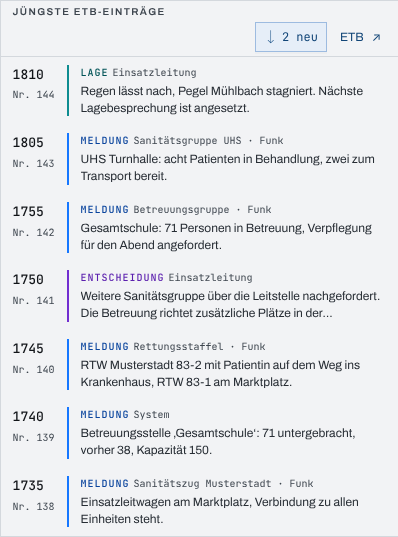 JÜNGSTE ETB-EINTRÄGE
↓ 2 neu ETB ↗
1810 LAGE Einsatzleitung
Nr. 144 Regen lässt nach, Pegel Mühlbach stagniert. Nächste
Lagebesprechung ist angesetzt.
1805 MELDUNG Sanitätsgruppe UHS · Funk
Nr. 143 UHS Turnhalle: acht Patienten in Behandlung, zwei zum
Transport bereit.
1755 MELDUNG Betreuungsgruppe · Funk
Nr. 142 Gesamtschule: 71 Personen in Betreuung, Verpflegung
für den Abend angefordert.
1750 ENTSCHEIDUNG Einsatzleitung
Nr. 141 Weitere Sanitätsgruppe über die Leitstelle nachgefordert.
Die Betreuung richtet zusätzliche Plätze in der…
1745 MELDUNG Rettungsstaffel · Funk
Nr. 140 RTW Musterstadt 83-2 mit Patientin auf dem Weg ins
Krankenhaus, RTW 83-1 am Marktplatz.
1740 MELDUNG System
Nr. 139 Betreuungsstelle ‚Gesamtschule‘: 71 untergebracht,
vorher 38, Kapazität 150.
1735 MELDUNG Sanitätszug Musterstadt · Funk
Nr. 138 Einsatzleitwagen am Marktplatz, Verbindung zu allen
Einheiten steht.